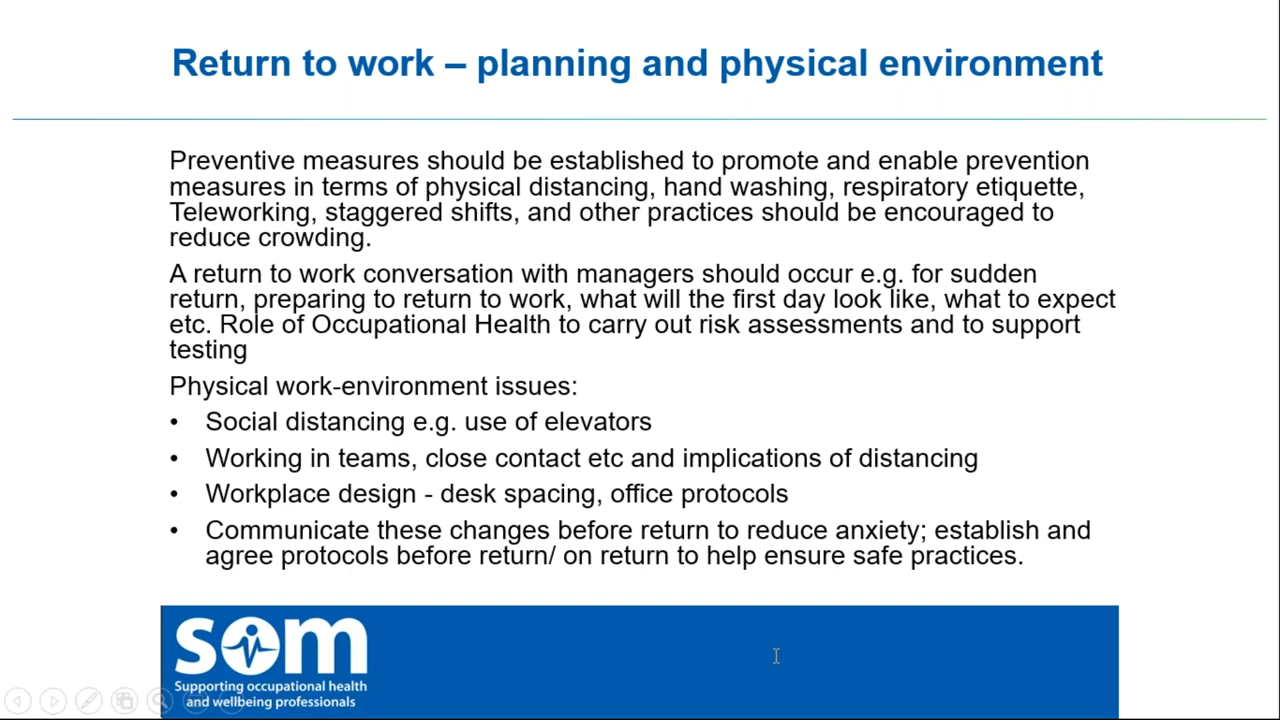 Return to work – planning and physical environment
Preventive measures should be established to promote and enable prevention
measures in terms of physical distancing, hand washing, respiratory etiquette,
Teleworking, staggered shifts, and other practices should be encouraged to
reduce crowding.
A return to work conversation with managers should occur e.g. for sudden
return, preparing to return to work, what will the first day look like, what to expect
etc. Role of Occupational Health to carry out risk assessments and to support
testing
Physical work-environment issues:
• Social distancing e.g. use of elevators
• Working in teams, close contact etc and implications of distancing
• Workplace design - desk spacing, office protocols
• Communicate these changes before return to reduce anxiety; establish and
agree protocols before return/ on return to help ensure safe practices.
som
Supporting occupational health
and wellbeing professionals